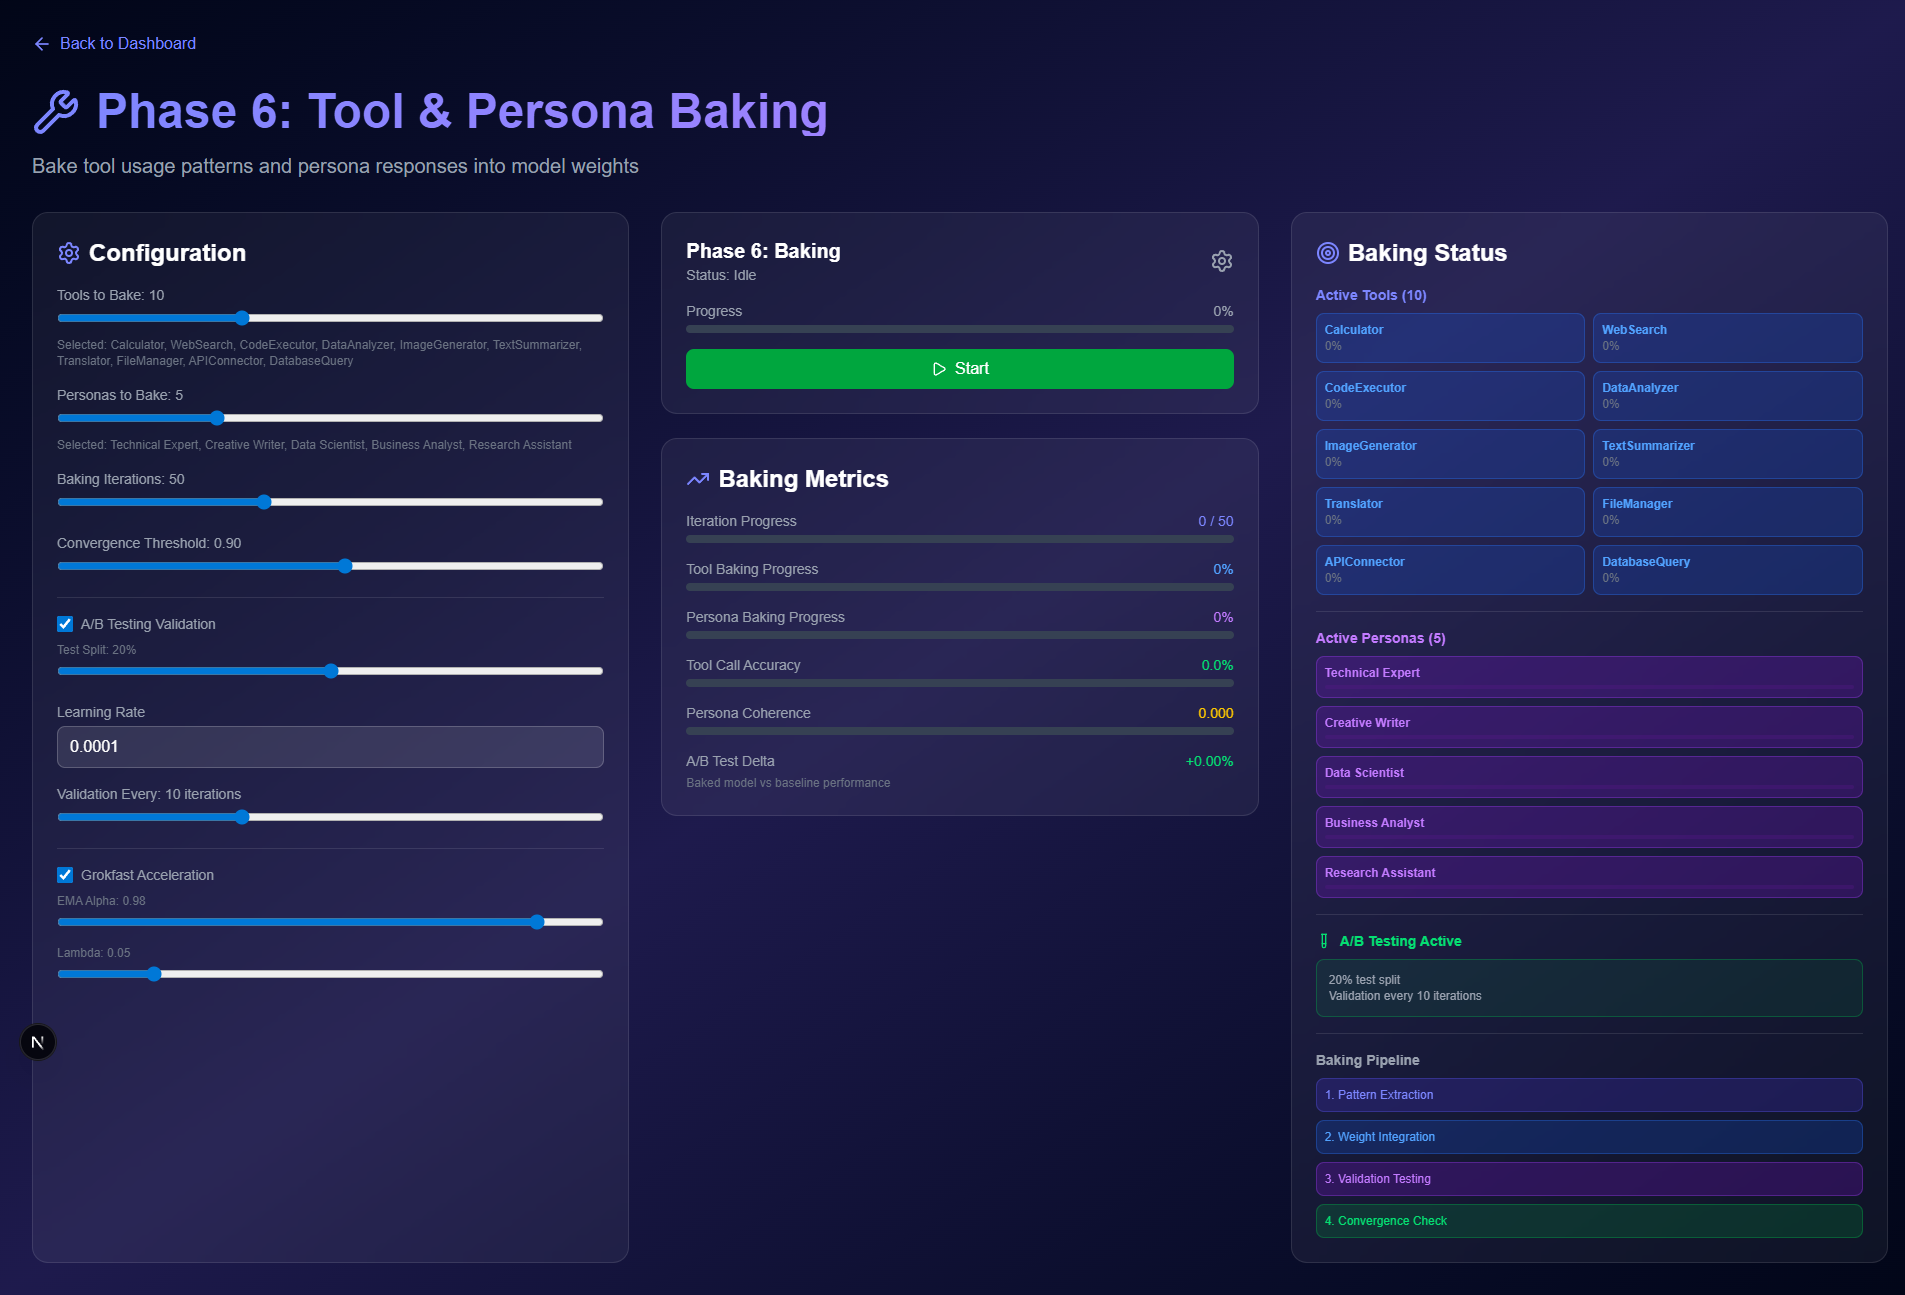 Back to Dashboard
Phase 6: Tool & Persona Baking
Bake tool usage patterns and persona responses into model weights
Configuration
Tools to Bake: 10
Selected: Calculator, WebSearch, CodeExecutor, DataAnalyzer, ImageGenerator, TextSummarizer,
Translator, FileManager, APIConnector, DatabaseQuery
Personas to Bake: 5
Selected: Technical Expert, Creative Writer, Data Scientist, Business Analyst, Research Assistant
Baking Iterations: 50
Convergence Threshold: 0.90
A/B Testing Validation
Test Split: 20%
Learning Rate
0.0001
Validation Every: 10 iterations
Grokfast Acceleration
EMA Alpha: 0.98
Lambda: 0.05
N
Phase 6: Baking
Status: Idle
Progress 0%
Start
Baking Metrics
Iteration Progress 0 / 50
Tool Baking Progress 0%
Persona Baking Progress 0%
Tool Call Accuracy 0.0%
Persona Coherence 0.000
A/B Test Delta +0.00%
Baked model vs baseline performance
Baking Status
Active Tools (10)
Calculator
0%
WebSearch
0%
CodeExecutor
0%
DataAnalyzer
0%
ImageGenerator
0%
TextSummarizer
0%
Translator
0%
FileManager
0%
APIConnector
0%
DatabaseQuery
0%
Active Personas (5)
Technical Expert
Creative Writer
Data Scientist
Business Analyst
Research Assistant
A/B Testing Active
20% test split
Validation every 10 iterations
Baking Pipeline
1. Pattern Extraction
2. Weight Integration
3. Validation Testing
4. Convergence Check